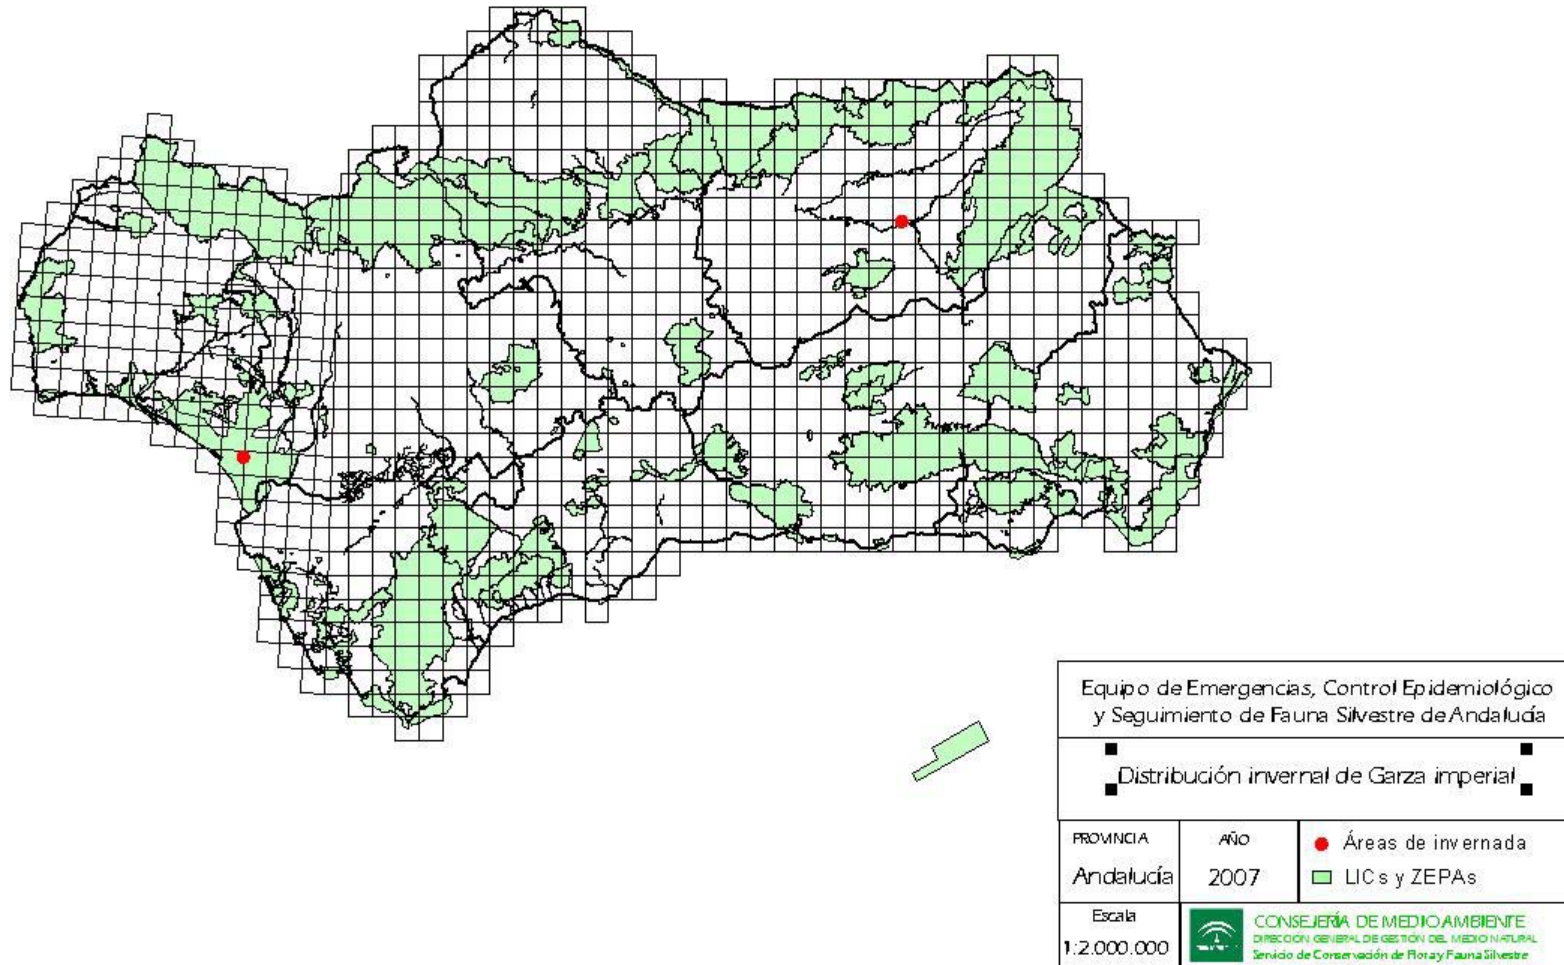 Equipo de Emergencias, Control Epidemiológico
y Seguimiento de Fauna Silvestre de Andalucía
Distribución invernal de Garza imperial
PROVINCIA
Andalucía
AÑO
2007
Áreas de invernada
LICs y ZEPAs
Escala
1:2.000.000
CONSEJERÍA DE MEDIO AMBIENTE
DIRECCIÓN GENERAL DE GESTIÓN DEL MEDIO NATURAL
Servicio de Conservación de Flora y Fauna Silvestre